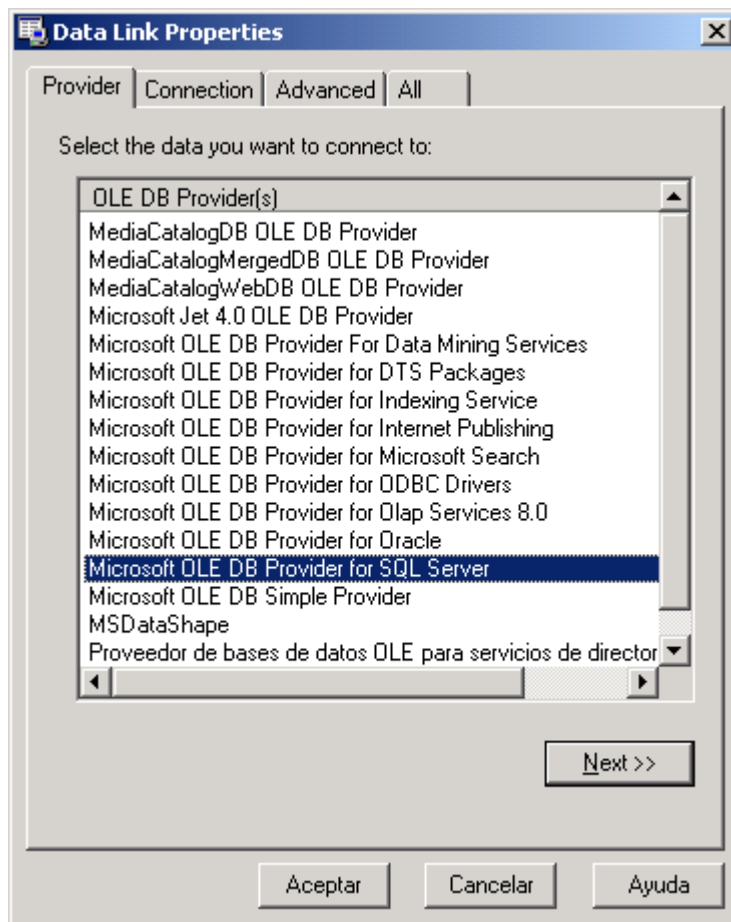 Data Link Properties
Provider Connection Advanced All
Select the data you want to connect to:
OLE DB Provider(s)
MediaCatalogDB OLE DB Provider
MediaCatalogMergedDB OLE DB Provider
MediaCatalogWebDB OLE DB Provider
Microsoft Jet 4.0 OLE DB Provider
Microsoft OLE DB Provider For Data Mining Services
Microsoft OLE DB Provider for DTS Packages
Microsoft OLE DB Provider for Indexing Service
Microsoft OLE DB Provider for Internet Publishing
Microsoft OLE DB Provider for Microsoft Search
Microsoft OLE DB Provider for ODBC Drivers
Microsoft OLE DB Provider for Olap Services 8.0
Microsoft OLE DB Provider for Oracle
Microsoft OLE DB Provider for SQL Server
Microsoft OLE DB Simple Provider
MSDataShape
Proveedor de bases de datos OLE para servicios de director
Next >>
Aceptar Cancelar Ayuda